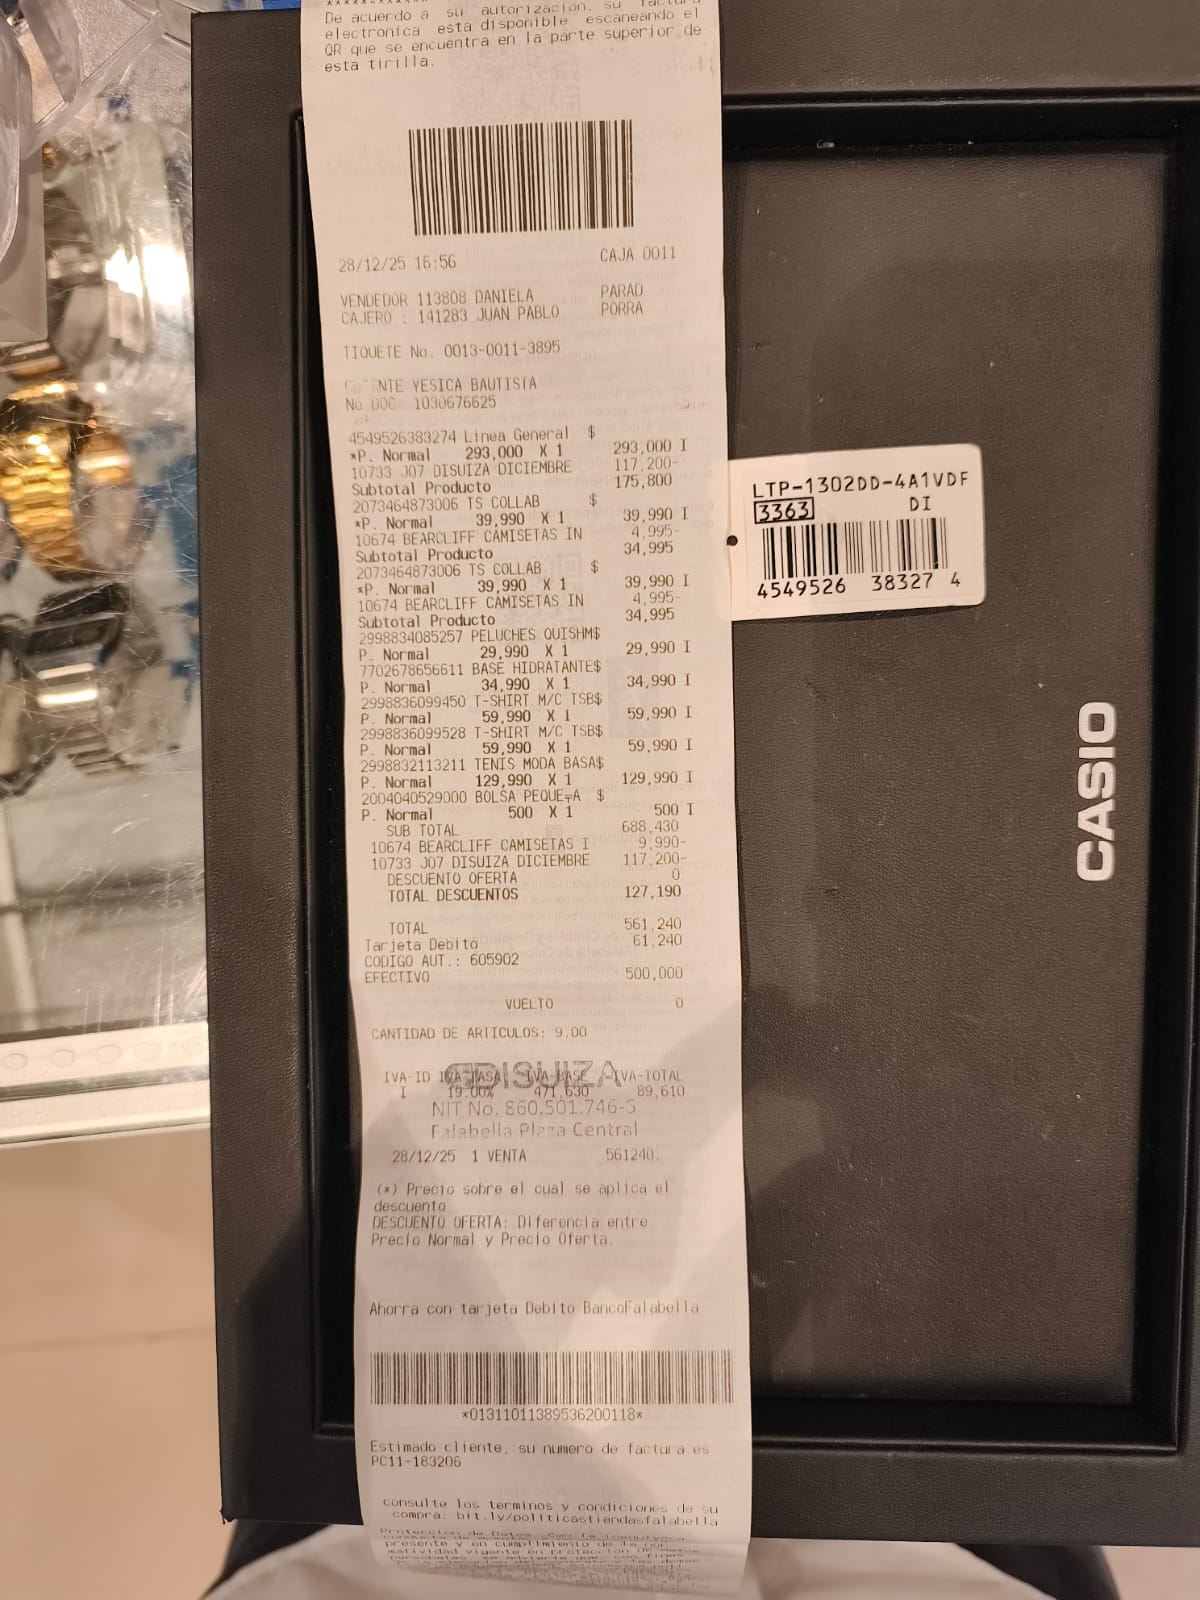 De acuerdo a su autorización, su factura
electronica esta disponible escaneando el
QR que se encuentra en la parte superior de
esta tirilla.
28/12/25 16:56 CAJA 0011
VENDEDOR 113808 DANIELA PARAD
CAJERO : 141283 JUAN PABLO PORRA
TIQUETE No. 0013-0011-3895
YESICA BAUTISTA
No DOC 1030676625
4549526383274 Linea General $
*P. Normal 293,000 X 1 293,000 I
10733 J07 DISUIZA DICIEMBRE 117,200-
Subtotal Producto 175,800
2073464873006 TS COLLAB $
*P. Normal 39,990 X 1 39,990 I
10674 BEARCLIFF CAMISETAS IN 4,995-
Subtotal Producto 34,995
2073464873006 TS COLLAB $
*P. Normal 39,990 X 1 39,990 I
10674 BEARCLIFF CAMISETAS IN 4,995-
Subtotal Producto 34,995
2998834085257 PELUCHES QUISHM$
P. Normal 29,990 X 1 29,990 I
7702678656611 BASE HIDRATANTE$
P. Normal 34,990 X 1 34,990 I
2998836099450 T-SHIRT M/C TSB$
P. Normal 59,990 X 1 59,990 I
2998836099528 T-SHIRT M/C TSB$
P. Normal 59,990 X 1 59,990 I
2998832113211 TENIS MODA BASA$
P. Normal 129,990 X 1 129,990 I
2004040529000 BOLSA PEQUE┬A $
P. Normal 500 X 1 500 I
SUB TOTAL 688,430
10674 BEARCLIFF CAMISETAS I 9,990-
10733 J07 DISUIZA DICIEMBRE 117,200-
DESCUENTO OFERTA 0
TOTAL DESCUENTOS 127,190
TOTAL 561,240
Tarjeta Debito 61,240
CODIGO AUT.: 605902
EFECTIVO 500,000
VUELTO 0
CANTIDAD DE ARTICULOS: 9.00
IVA-ID IVA-TASA IVA-BASE IVA-TOTAL
I 19.00% 471,630 89,610
DISUIZA
NIT No. 860.501.746-5
Falabella Plaza Central
28/12/25 1 VENTA 561240.
(*) Precio sobre el cual se aplica el
descuento
DESCUENTO OFERTA: Diferencia entre
Precio Normal y Precio Oferta.
Ahorra con tarjeta Debito BancoFalabella
*01311011389536200118*
Estimado cliente, su numero de factura es
PC11-183206
consulte los terminos y condiciones de su
compra: bit.ly/politicastiendasfalabella
LTP-1302DD-4A1VDF
3363 DI
4549526 38327 4
CASIO